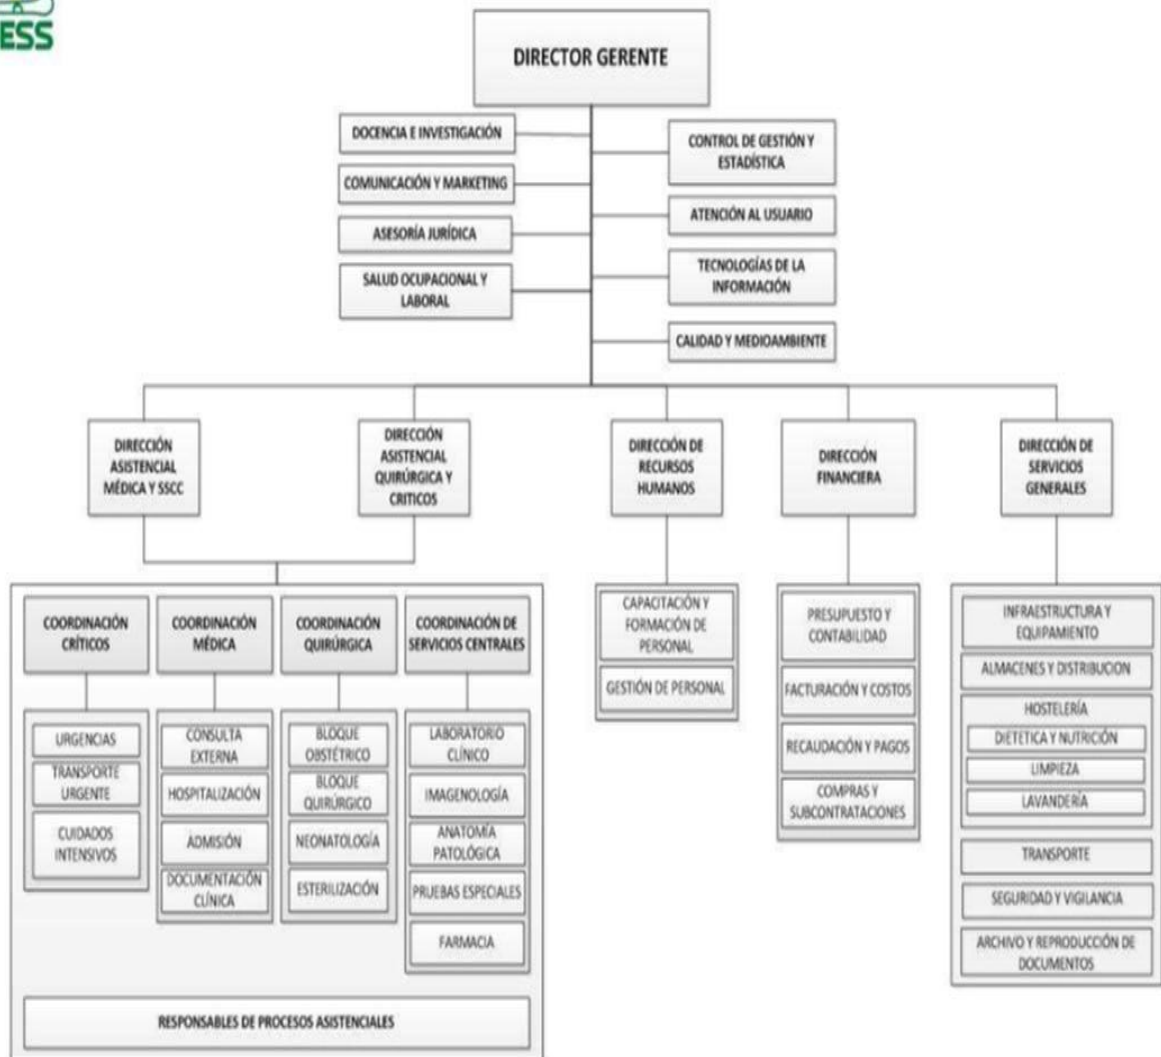 ESS
DIRECTOR GERENTE
DOCENCIA E INVESTIGACIÓN
COMUNICACIÓN Y MARKETING
ASESORÍA JURÍDICA
SALUD OCUPACIONAL Y
LABORAL
CONTROL DE GESTIÓN Y
ESTADÍSTICA
ATENCIÓN AL USUARIO
TECNOLOGÍAS DE LA
INFORMACIÓN
CALIDAD Y MEDIOAMBIENTE
DIRECCIÓN
ASISTENCIAL
MÉDICA Y SSCC
DIRECCIÓN
ASISTENCIAL
QUIRÚRGICA Y
CRITICOS
DIRECCIÓN DE
RECURSOS
HUMANOS
DIRECCIÓN
FINANCIERA
DIRECCIÓN DE
SERVICIOS
GENERALES
COORDINACIÓN
CRÍTICOS
URGENCIAS
TRANSPORTE
URGENTE
CUIDADOS
INTENSIVOS
COORDINACIÓN
MÉDICA
CONSULTA
EXTERNA
HOSPITALIZACIÓN
ADMISIÓN
DOCUMENTACIÓN
CLÍNICA
COORDINACIÓN
QUIRÚRGICA
BLOQUE
OBSTÉTRICO
BLOQUE
QUIRÚRGICO
NEONATOLOGÍA
ESTERILIZACIÓN
COORDINACIÓN DE
SERVICIOS CENTRALES
LABORATORIO
CLÍNICO
IMAGENOLOGÍA
ANATOMÍA
PATOLÓGICA
PRUEBAS ESPECIALES
FARMACIA
RESPONSABLES DE PROCESOS ASISTENCIALES
CAPACITACIÓN Y
FORMACIÓN DE
PERSONAL
GESTIÓN DE PERSONAL
PRESUPUESTO Y
CONTABILIDAD
FACTURACIÓN Y COSTOS
RECAUDACIÓN Y PAGOS
COMPRAS Y
SUBCONTRATACIONES
INFRAESTRUCTURA Y
EQUIPAMIENTO
ALMACENES Y DISTRIBUCION
HOSTELERÍA
DIETETICA Y NUTRICIÓN
LIMPIEZA
LAVANDERÍA
TRANSPORTE
SEGURIDAD Y VIGILANCIA
ARCHIVO Y REPRODUCCIÓN DE
DOCUMENTOS